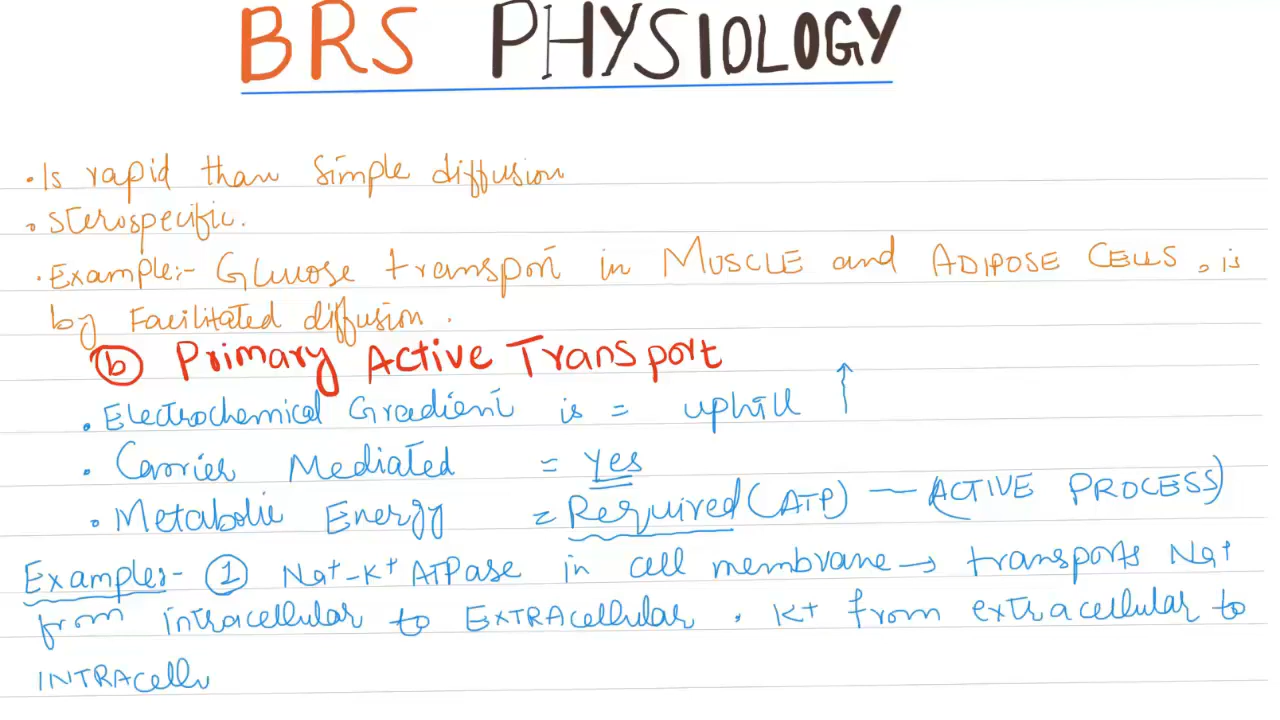 BRS PHYSIOLOGY
• Is rapid than simple diffusion
• Sterospecific.
• Example:- Glucose transport in MUSCLE and ADIPOSE CELLS, is
by Facilitated diffusion.
(b) Primary Active Transport
• Electrochemical Gradient is = uphill ↑
• Carrier Mediated = Yes
• Metabolic Energy = Required (ATP) — (ACTIVE PROCESS)
Examples- (1) Na+-K+ ATPase in cell membrane → transports Na+
from intracellular to EXTRAcellular. K+ from extracellular to
INTRAcellu